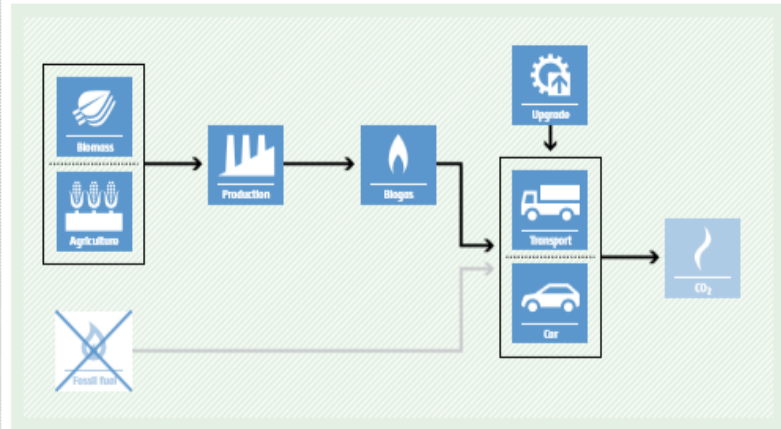 Biomass
Agriculture
Production
Biogas
Upgrade
Transport
Car
CO₂
Fossil fuel